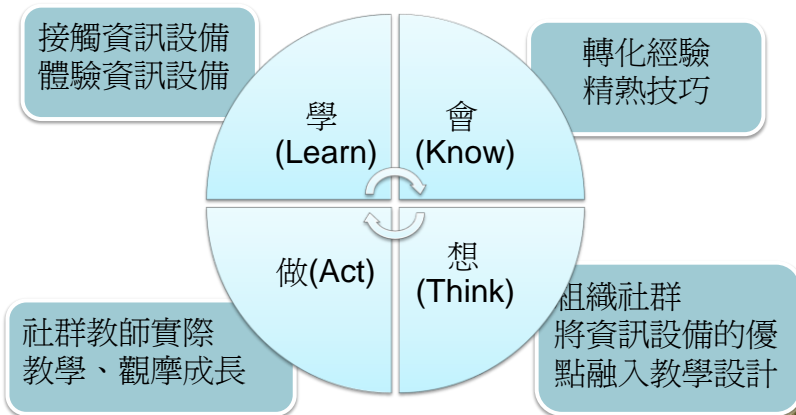 接觸資訊設備
體驗資訊設備
轉化經驗
精熟技巧
學
(Learn)
會
(Know)
做(Act)
想
(Think)
社群教師實際
教學、觀摩成長
組織社群
將資訊設備的優
點融入教學設計